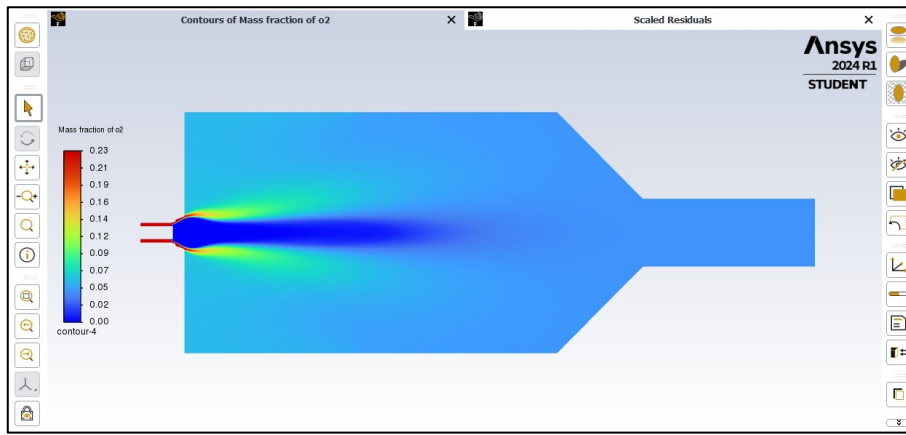 Contours of Mass fraction of o2
Scaled Residuals
Ansys
2024 R1
STUDENT
Mass fraction of o2
0.23
0.21
0.19
0.16
0.14
0.12
0.09
0.07
0.05
0.02
0.00
contour-4